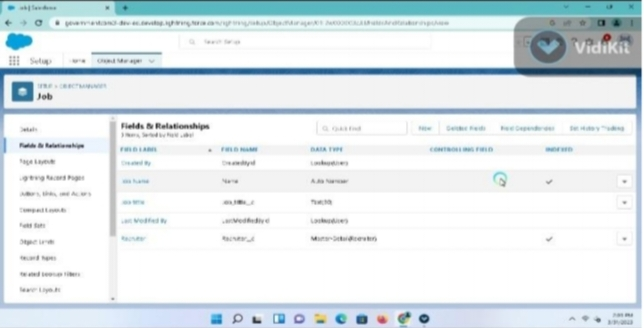 Job | Salesforce
VidiKit
Search Setup
Setup
Home
Object Manager
SETUP > OBJECT MANAGER
Job
Details
Fields & Relationships
Page Layouts
Lightning Record Pages
Buttons, Links, and Actions
Compact Layouts
Field Sets
Object Limits
Record Types
Related Lookup Filters
Search Layouts
Fields & Relationships
5 Items, Sorted by Field Label
Quick Find
New
Deleted Fields
Field Dependencies
Set History Tracking
FIELD LABEL FIELD NAME DATA TYPE CONTROLLING FIELD INDEXED
Created By CreatedById Lookup(User)
Job Name Name Auto Number
Job title Job_title__c
Last Modified By LastModifiedById Lookup(User)
Recruiter Recruiter__c Master-Detail(Recruiter)